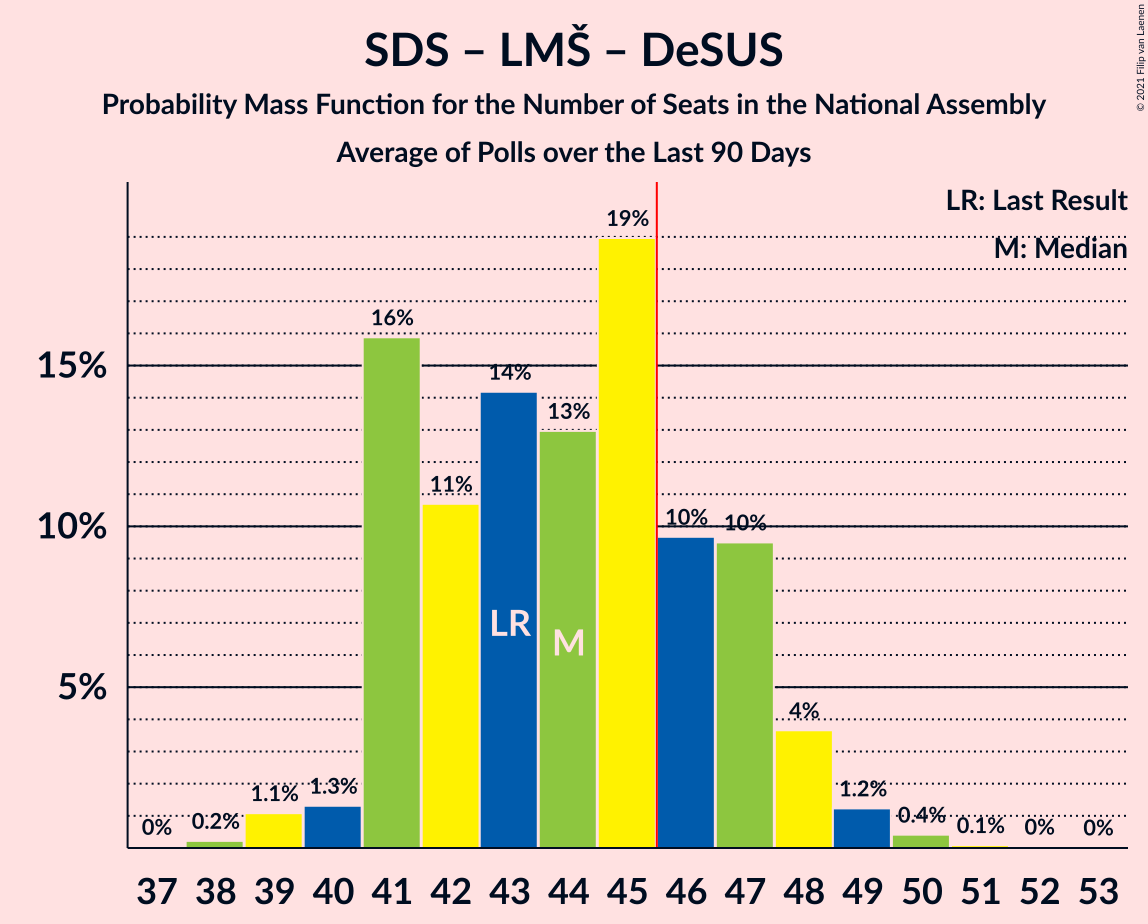 SDS – LMŠ – DeSUS
Probability Mass Function for the Number of Seats in the National Assembly
Average of Polls over the Last 90 Days
© 2021 Filip van Laenen
LR: Last Result
M: Median
19%
16%
15%
14%
13%
11%
10%
10%
10%
LR
M
5%
4%
0%
0.2%
1.1%
1.3%
1.2%
0.4%
0.1%
0%
0%
37 38 39 40 41 42 43 44 45 46 47 48 49 50 51 52 53